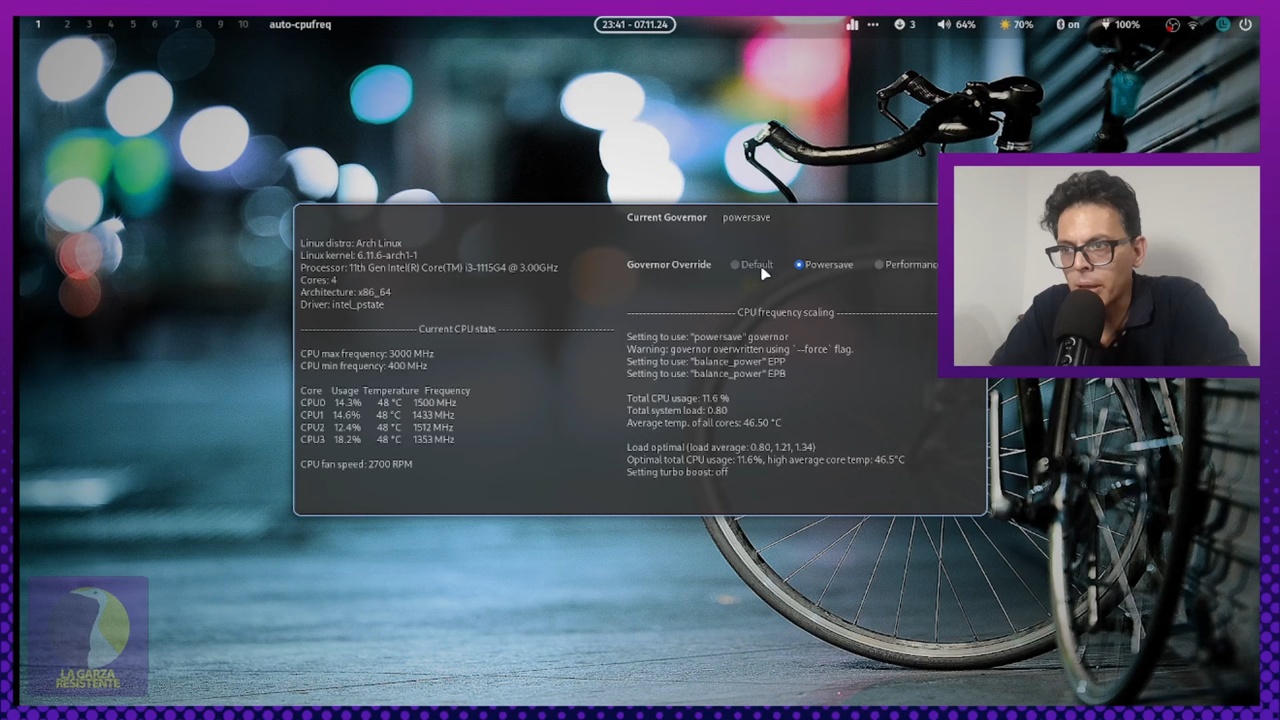 1 2 3 4 5 6 7 8 9 10 auto-cpufreq 23:41 - 07.11.24 3 64% 70% on 100%
Current Governor powersave
Linux distro: Arch Linux
Linux kernel: 6.11.6-arch1-1
Processor: 11th Gen Intel(R) Core(TM) i3-1115G4 @ 3.00GHz
Cores: 4
Architecture: x86_64
Driver: intel_pstate
Governor Override Default Powersave Performanc
Current CPU stats
CPU max frequency: 3000 MHz
CPU min frequency: 400 MHz
Core Usage Temperature Frequency
CPU0 14.3% 48 °C 1500 MHz
CPU1 14.6% 48 °C 1433 MHz
CPU2 12.4% 48 °C 1512 MHz
CPU3 18.2% 48 °C 1353 MHz
CPU fan speed: 2700 RPM
CPU frequency scaling
Setting to use: "powersave" governor
Warning: governor overwritten using `--force` flag.
Setting to use: "balance_power" EPP
Setting to use: "balance_power" EPB
Total CPU usage: 11.6 %
Total system load: 0.80
Average temp. of all cores: 46.50 °C
Load optimal (load average: 0.80, 1.21, 1.34)
Optimal total CPU usage: 11.6%, high average core temp: 46.5°C
Setting turbo boost: off
LA GARZA
RESISTENTE